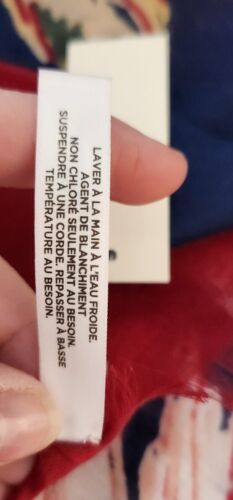 LAVER À LA MAIN À L'EAU FROIDE.
AGENT DE BLANCHIMENT
NON CHLORÉ SEULEMENT AU BESOIN.
SUSPENDRE À UNE CORDE. REPASSER À BASSE
TEMPÉRATURE AU BESOIN.